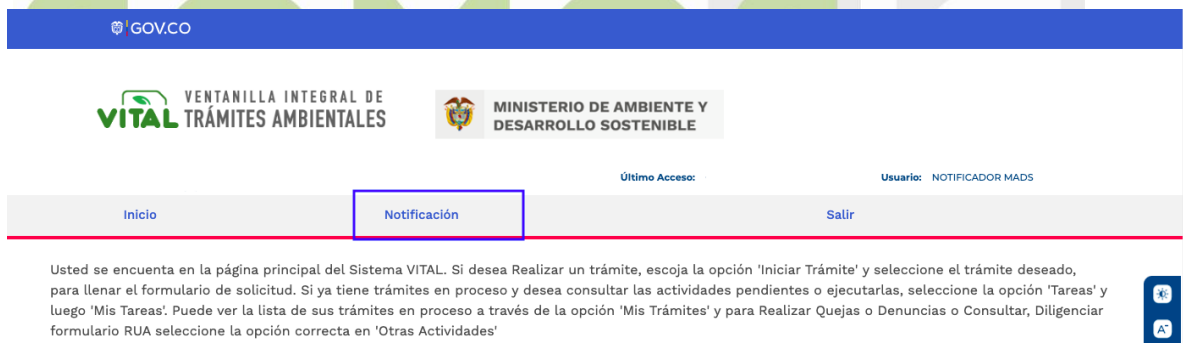 GOV.CO
VENTANILLA INTEGRAL DE
VITAL TRÁMITES AMBIENTALES
MINISTERIO DE AMBIENTE Y
DESARROLLO SOSTENIBLE
Último Acceso: Usuario: NOTIFICADOR MADS
Inicio Notificación Salir
Usted se encuenta en la página principal del Sistema VITAL. Si desea Realizar un trámite, escoja la opción 'Iniciar Trámite' y seleccione el trámite deseado,
para llenar el formulario de solicitud. Si ya tiene trámites en proceso y desea consultar las actividades pendientes o ejecutarlas, seleccione la opción 'Tareas' y
luego 'Mis Tareas'. Puede ver la lista de sus trámites en proceso a través de la opción 'Mis Trámites' y para Realizar Quejas o Denuncias o Consultar, Diligenciar
formulario RUA seleccione la opción correcta en 'Otras Actividades'
A-